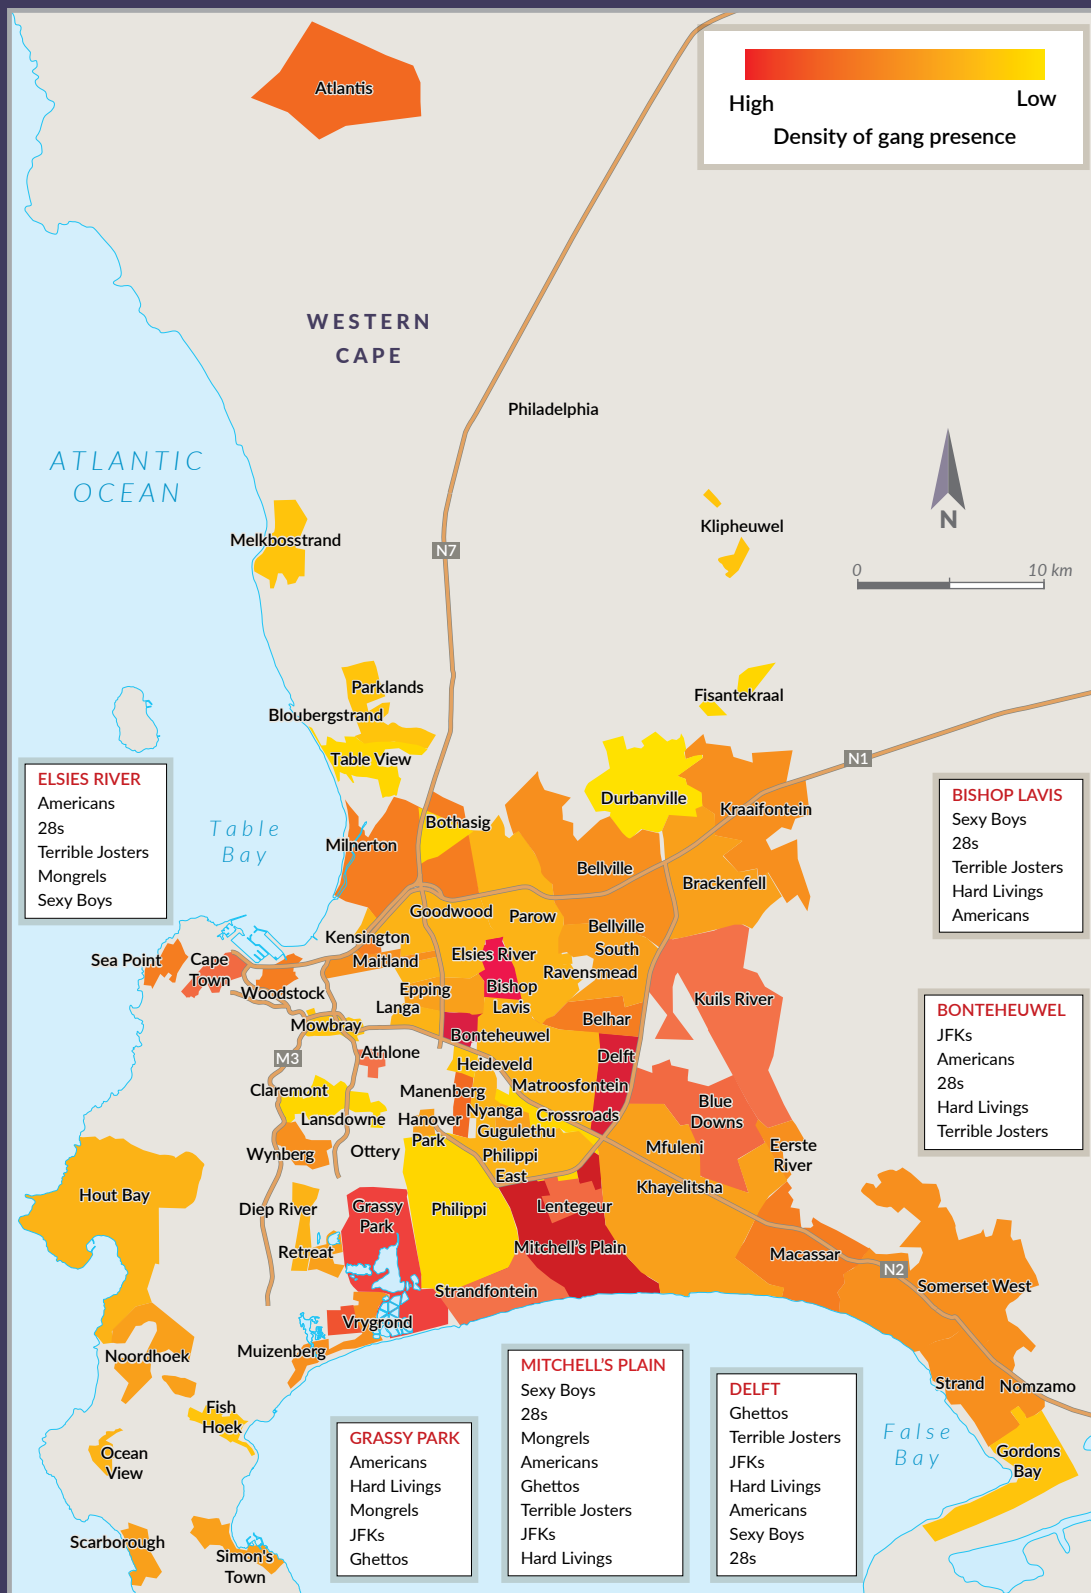 Atlantis
High
Low
Density of gang presence
WESTERN
CAPE
Philadelphia
ATLANTIC
OCEAN
Klipheuwel
N
Melkbosstrand
N7
0
10 km
Parklands
Fisantekraal
Bloubergstrand
Table View
N1
ELSIES RIVER
Americans
28s
Terrible Josters
Mongrels
Sexy Boys
Table
Bay
Durbanville
Kraaifontein
Bothasig
Milnerton
BISHOP LAVIS
Sexy Boys
28s
Terrible Josters
Hard Livings
Americans
Bellville
Brackenfell
Goodwood
Parow
Bellville
South
Kensington
Maitland
Elsies River
Ravensmead
Sea Point
Cape
Town
Woodstock
Epping
Bishop
Lavis
Langa
Kuils River
Mowbray
Belhar
Bonteheuwel
BONTEHEUWEL
JFKs
Americans
28s
Hard Livings
Terrible Josters
M3
Athlone
Heideveld
Delft
Claremont
Manenberg
Matroosfontein
Lansdowne
Hanover
Park
Nyanga
Crossroads
Gugulethu
Blue
Downs
Wynberg
Ottery
Philippi
East
Mfuleni
Eerste
River
Hout Bay
Khayelitsha
Diep River
Grassy
Park
Philippi
Lentegeur
Retreat
Mitchell's Plain
Macassar
N2
Somerset West
Strandfontein
Vrygrond
Muizenberg
Noordhoek
Strand
Nomzamo
Fish
Hoek
False
Bay
Gordons
Bay
Ocean
View
Scarborough
Simon's
Town
GRASSY PARK
Americans
Hard Livings
Mongrels
JFKs
Ghettos
MITCHELL'S PLAIN
Sexy Boys
28s
Mongrels
Americans
Ghettos
Terrible Josters
JFKs
Hard Livings
DELFT
Ghettos
Terrible Josters
JFKs
Hard Livings
Americans
Sexy Boys
28s